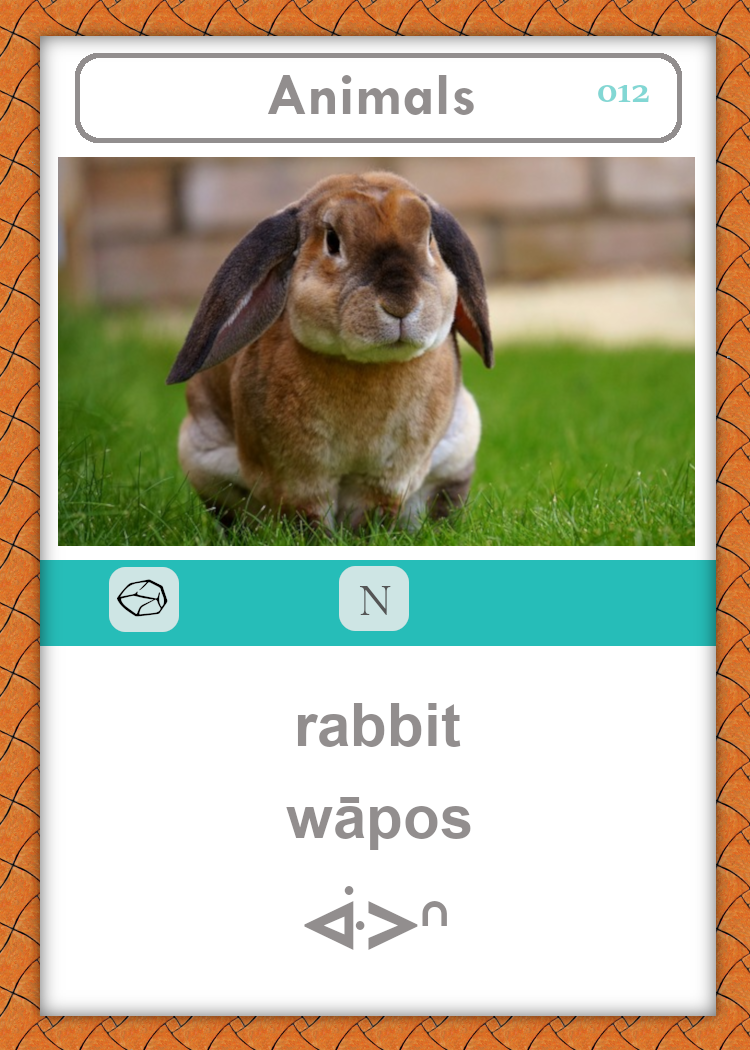 Animals 012
N
rabbit
wāpos
ᐚᐳᐢ